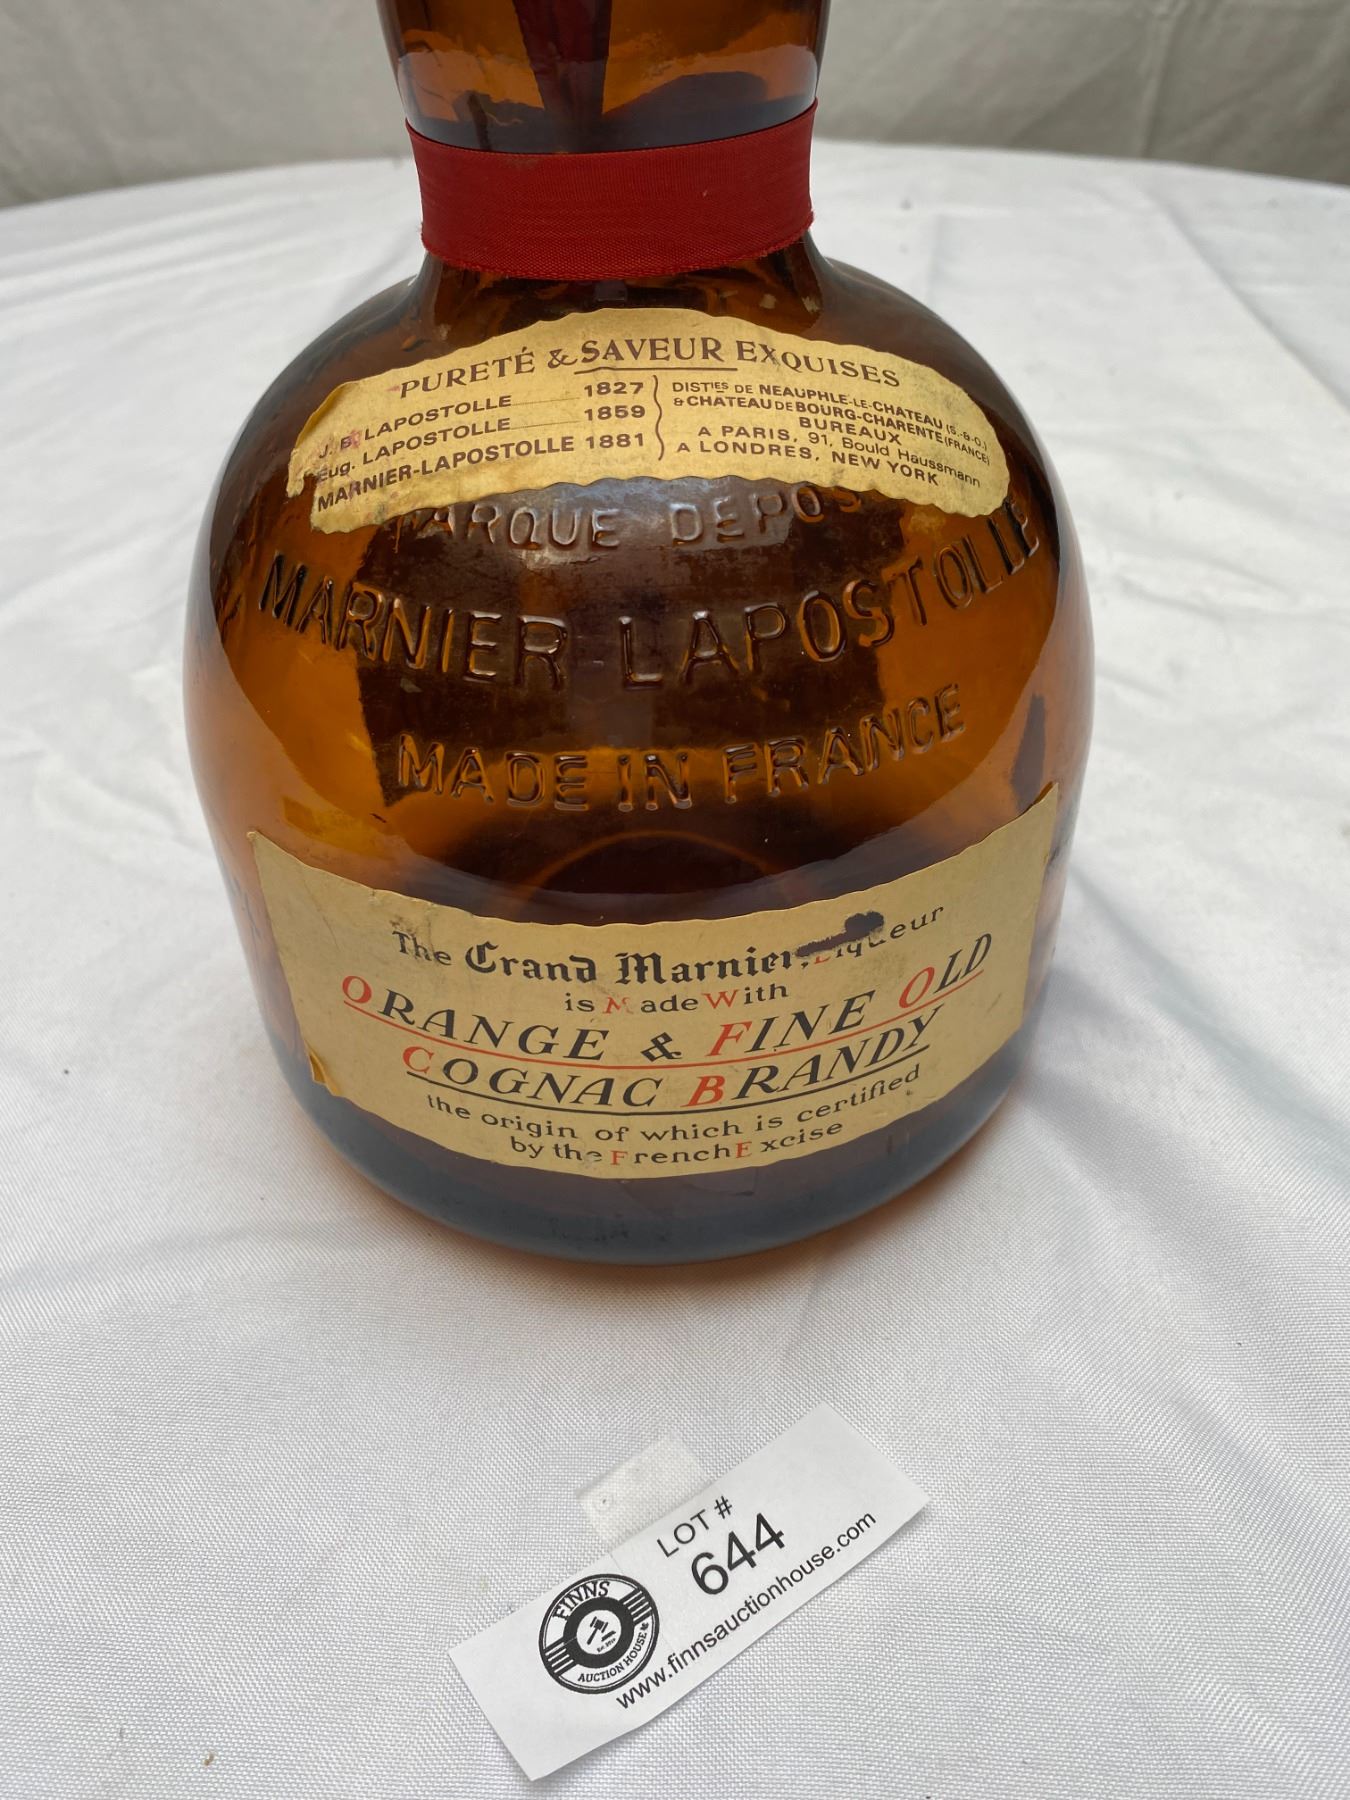 PURETÉ & SAVEUR EXQUISES
J. B. LAPOSTOLLE 1827
Eug. LAPOSTOLLE 1859
MARNIER-LAPOSTOLLE 1881
DISTIES DE NEAUPHLE-LE-CHATEAU (S.-&-O.)
& CHATEAU DE BOURG-CHARENTE (FRANCE)
BUREAUX
A PARIS, 91, Bould Haussmann
A LONDRES, NEW YORK
ARQUE DEPOS
MARNIER LAPOSTOLLE
MADE IN FRANCE
The Grand Marnier, Liqueur
is Made With
ORANGE & FINE OLD
COGNAC BRANDY
the origin of which is certified
by the French Excise
LOT #
644
www.finnsauctionhouse.com
FINNS
AUCTION HOUSE